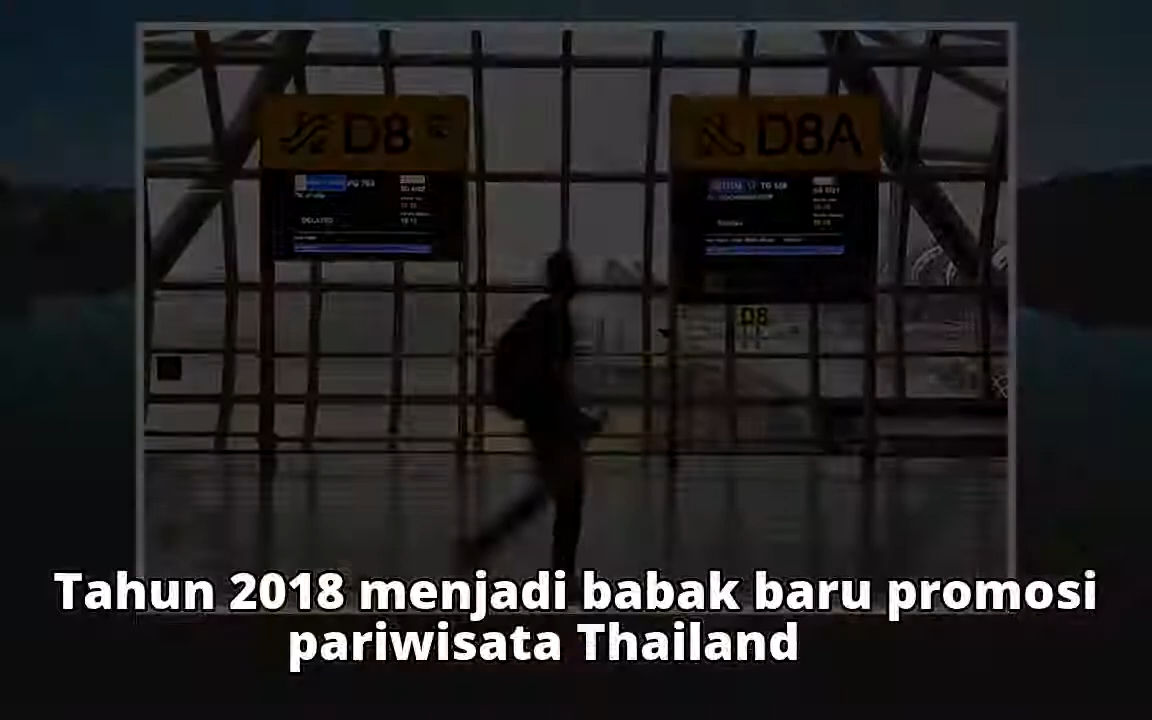 D8
D8A
DELAYED
D8
Tahun 2018 menjadi babak baru promosi
pariwisata Thailand